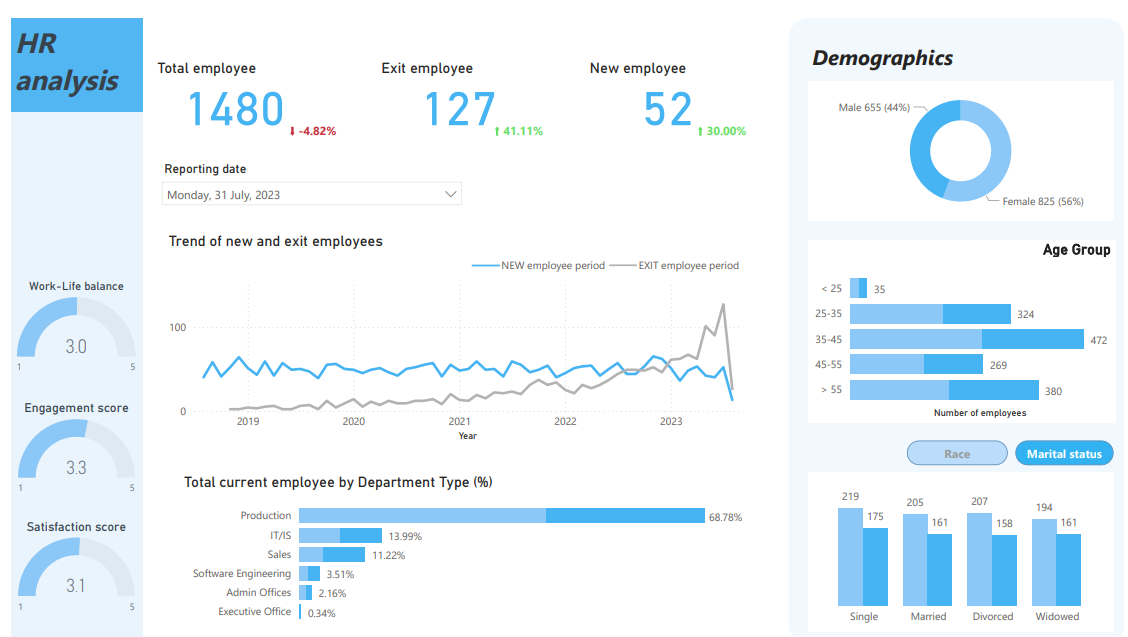 HR
analysis
Total employee
1480
-4.82%
Exit employee
127
41.11%
New employee
52
30.00%
Reporting date
Monday, 31 July, 2023
Work-Life balance
3.0
1 5
Engagement score
3.3
1 5
Satisfaction score
3.1
1 5
Trend of new and exit employees
NEW employee period EXIT employee period
100
0
2019 2020 2021 2022 2023
Year
Total current employee by Department Type (%)
Production 68.78%
IT/IS 13.99%
Sales 11.22%
Software Engineering 3.51%
Admin Offices 2.16%
Executive Office 0.34%
Demographics
Male 655 (44%)
Female 825 (56%)
Age Group
< 25 35
25-35 324
35-45 472
45-55 269
> 55 380
Number of employees
Race Marital status
219 175 205 161 207 158 194 161
Single Married Divorced Widowed